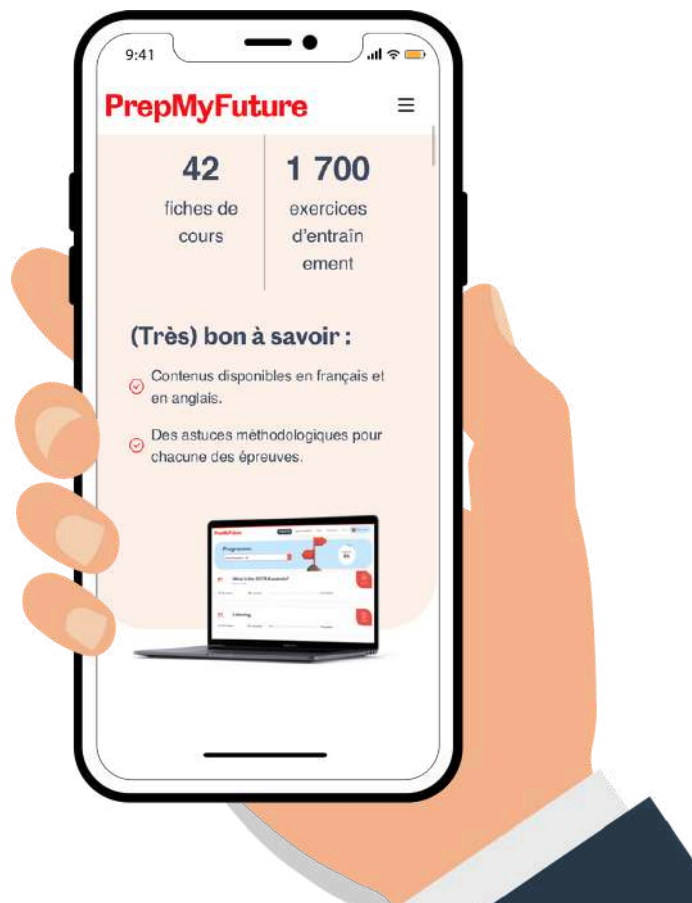 9:41
PrepMyFuture
42
fiches de
cours
1 700
exercices
d'entraîn
ement
(Très) bon à savoir :
Contenus disponibles en français et
en anglais.
Des astuces méthodologiques pour
chacune des épreuves.
PrepMyFuture
Programme
Listening